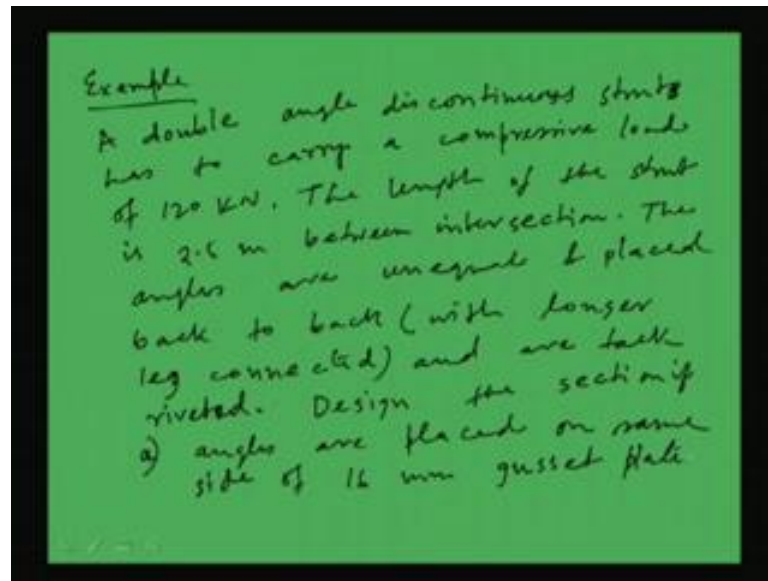 Example
A double angle discontinuous struts
has to carry a compressive load
of 120 KN. The length of the strut
is 2.6 m between intersection. The
angles are unequal & placed
back to back (with longer
leg connected) and are tack
riveted. Design the section if
a) angles are placed on same
side of 16 mm gusset plate